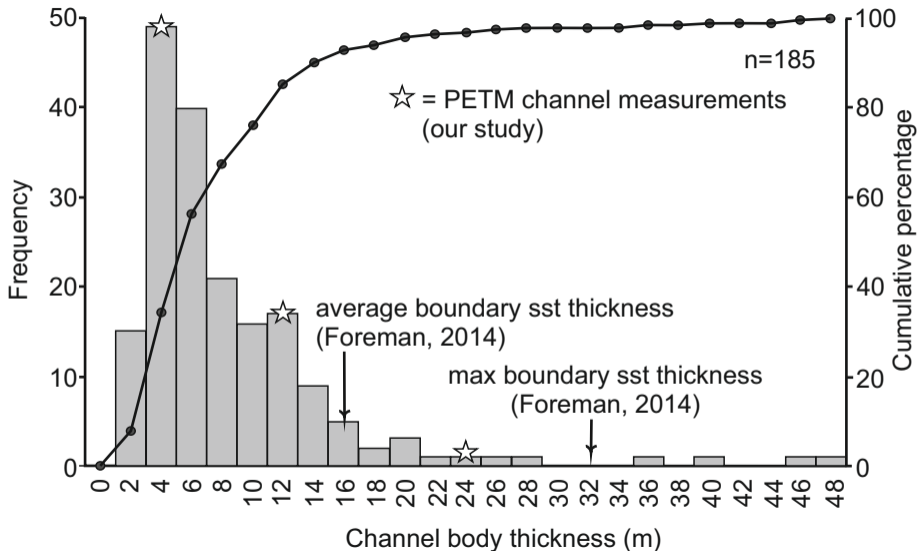 50
40
30
20
10
0
Frequency
100
80
60
40
20
0
Cumulative percentage
n=185
☆ = PETM channel measurements
(our study)
average boundary sst thickness
(Foreman, 2014)
max boundary sst thickness
(Foreman, 2014)
0 2 4 6 8 10 12 14 16 18 20 22 24 26 28 30 32 34 36 38 40 42 44 46 48
Channel body thickness (m)